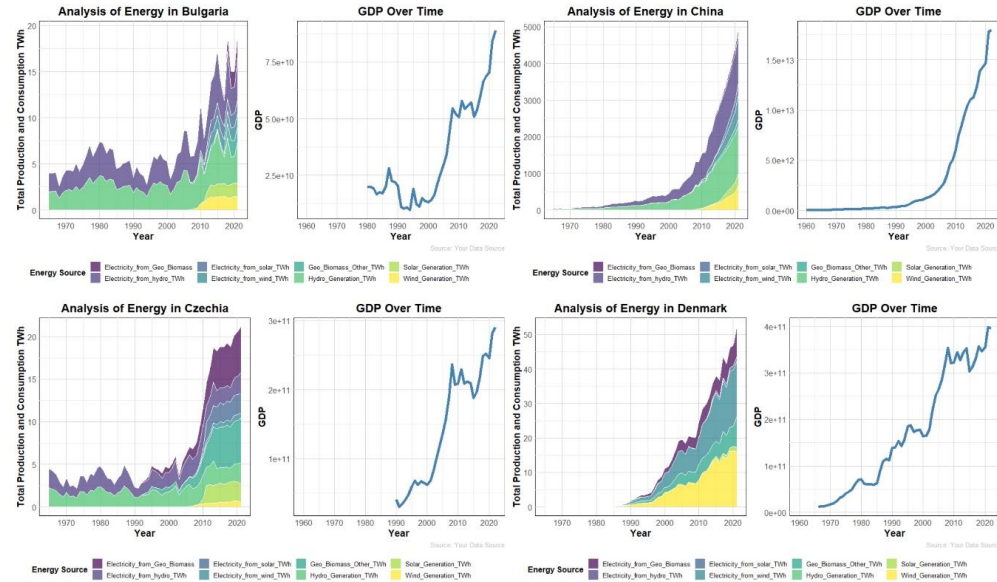 Analysis of Energy in Bulgaria
Total Production and Consumption TWh
20
15
10
5
0
1970 1980 1990 2000 2010 2020
Year
GDP Over Time
GDP
7.5e+10
5.0e+10
2.5e+10
1960 1970 1980 1990 2000 2010 2020
Year
Source: Your Data Source
Energy Source
Electricity_from_Geo_Biomass Electricity_from_solar_TWh Geo_Biomass_Other_TWh Solar_Generation_TWh
Electricity_from_hydro_TWh Electricity_from_wind_TWh Hydro_Generation_TWh Wind_Generation_TWh
Analysis of Energy in China
Total Production and Consumption TWh
5000
4000
3000
2000
1000
0
1970 1980 1990 2000 2010 2020
Year
GDP Over Time
GDP
1.5e+13
1.0e+13
5.0e+12
0.0e+00
1960 1970 1980 1990 2000 2010 2020
Year
Source: Your Data Source
Energy Source
Electricity_from_Geo_Biomass Electricity_from_solar_TWh Geo_Biomass_Other_TWh Solar_Generation_TWh
Electricity_from_hydro_TWh Electricity_from_wind_TWh Hydro_Generation_TWh Wind_Generation_TWh
Analysis of Energy in Czechia
Total Production and Consumption TWh
20
15
10
5
0
1970 1980 1990 2000 2010 2020
Year
GDP Over Time
GDP
3e+11
2e+11
1e+11
1960 1970 1980 1990 2000 2010 2020
Year
Source: Your Data Source
Energy Source
Electricity_from_Geo_Biomass Electricity_from_solar_TWh Geo_Biomass_Other_TWh Solar_Generation_TWh
Electricity_from_hydro_TWh Electricity_from_wind_TWh Hydro_Generation_TWh Wind_Generation_TWh
Analysis of Energy in Denmark
Total Production and Consumption TWh
50
40
30
20
10
0
1970 1980 1990 2000 2010 2020
Year
GDP Over Time
GDP
4e+11
3e+11
2e+11
1e+11
0e+00
1960 1970 1980 1990 2000 2010 2020
Year
Source: Your Data Source
Energy Source
Electricity_from_Geo_Biomass Electricity_from_solar_TWh Geo_Biomass_Other_TWh Solar_Generation_TWh
Electricity_from_hydro_TWh Electricity_from_wind_TWh Hydro_Generation_TWh Wind_Generation_TWh